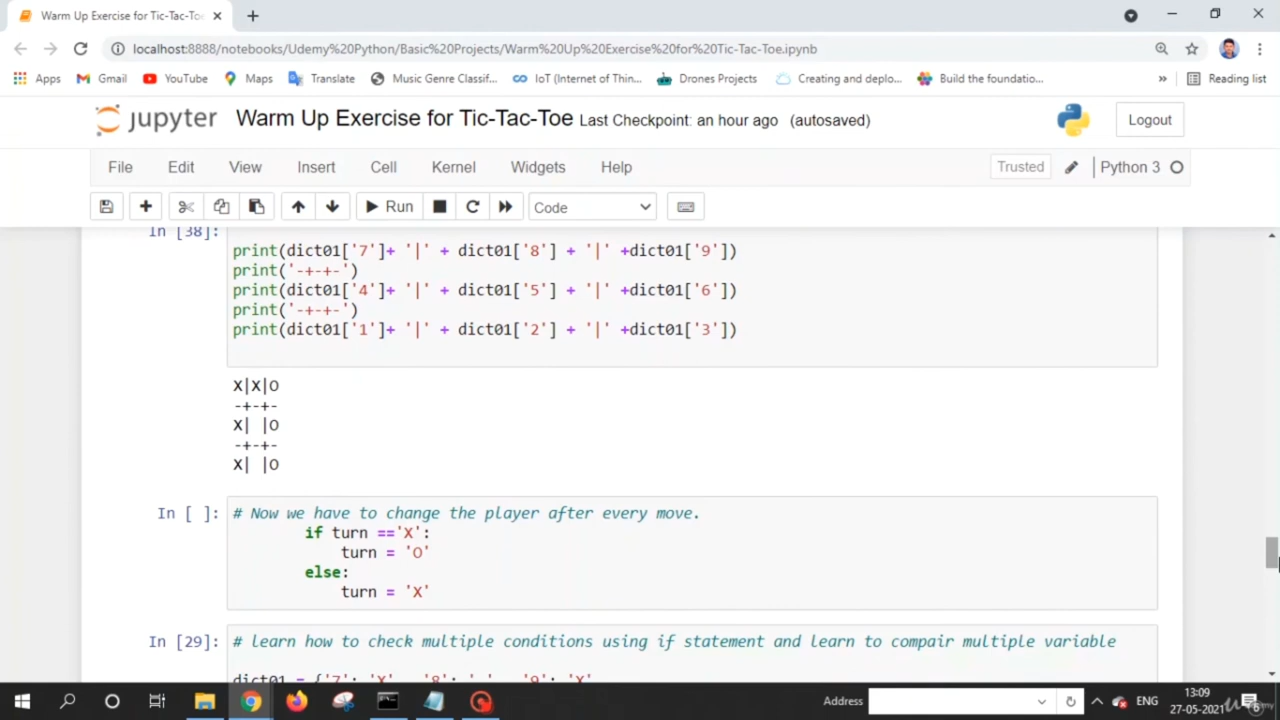 Warm Up Exercise for Tic-Tac-Toe
localhost:8888/notebooks/Udemy%20Python/Basic%20Projects/Warm%20Up%20Exercise%20for%20Tic-Tac-Toe.ipynb
Apps Gmail YouTube Maps Translate Music Genre Classif... IoT (Internet of Thin... Drones Projects Creating and deplo... Build the foundatio... » Reading list
jupyter Warm Up Exercise for Tic-Tac-Toe Last Checkpoint: an hour ago (autosaved) Logout
File Edit View Insert Cell Kernel Widgets Help Trusted Python 3
Run Code
In [38]:
print(dict01['7']+ '|' + dict01['8'] + '|' +dict01['9'])
print('-+-+-')
print(dict01['4']+ '|' + dict01['5'] + '|' +dict01['6'])
print('-+-+-')
print(dict01['1']+ '|' + dict01['2'] + '|' +dict01['3'])
X|X|O
-+-+-
X| |O
-+-+-
X| |O
In [ ]: # Now we have to change the player after every move.
if turn =='X':
turn = 'O'
else:
turn = 'X'
In [29]: # learn how to check multiple conditions using if statement and learn to compair multiple variable
dict01 = {'7': 'X' , '8': ' ' , '9': 'X'
Address ENG 13:09
27-05-2021